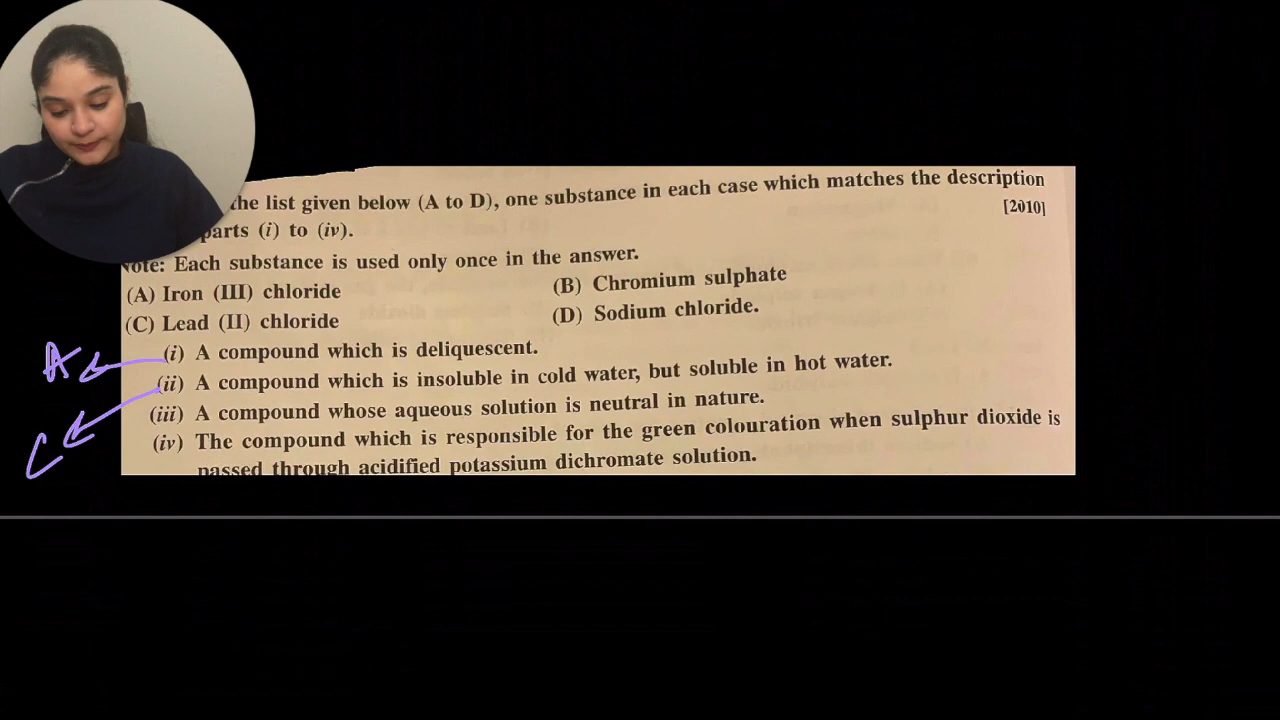 the list given below (A to D), one substance in each case which matches the description
parts (i) to (iv). [2010]
Note: Each substance is used only once in the answer.
(A) Iron (III) chloride (B) Chromium sulphate
(C) Lead (II) chloride (D) Sodium chloride.
A (i) A compound which is deliquescent.
(ii) A compound which is insoluble in cold water, but soluble in hot water.
(iii) A compound whose aqueous solution is neutral in nature.
C (iv) The compound which is responsible for the green colouration when sulphur dioxide is
passed through acidified potassium dichromate solution.